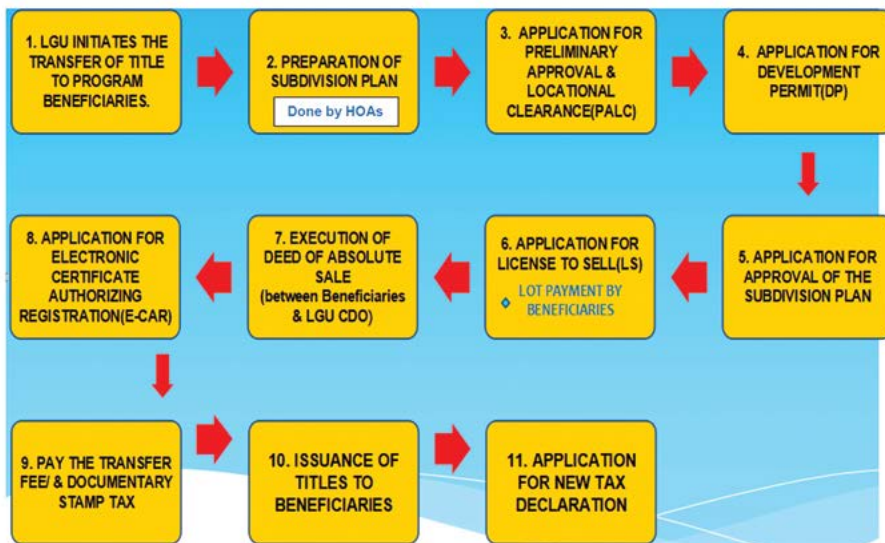 1. LGU INITIATES THE
TRANSFER OF TITLE
TO PROGRAM
BENEFICIARIES.
2. PREPARATION OF
SUBDIVISION PLAN
Done by HOAs
3. APPLICATION FOR
PRELIMINARY
APPROVAL &
LOCATIONAL
CLEARANCE(PALC)
4. APPLICATION FOR
DEVELOPMENT
PERMIT(DP)
5. APPLICATION FOR
APPROVAL OF THE
SUBDIVISION PLAN
6. APPLICATION FOR
LICENSE TO SELL(LS)
LOT PAYMENT BY
BENEFICIARIES
7. EXECUTION OF
DEED OF ABSOLUTE
SALE
(between Beneficiaries
& LGU CDO)
8. APPLICATION FOR
ELECTRONIC
CERTIFICATE
AUTHORIZING
REGISTRATION(E-CAR)
9. PAY THE TRANSFER
FEE/ & DOCUMENTARY
STAMP TAX
10. ISSUANCE OF
TITLES TO
BENEFICIARIES
11. APPLICATION
FOR NEW TAX
DECLARATION